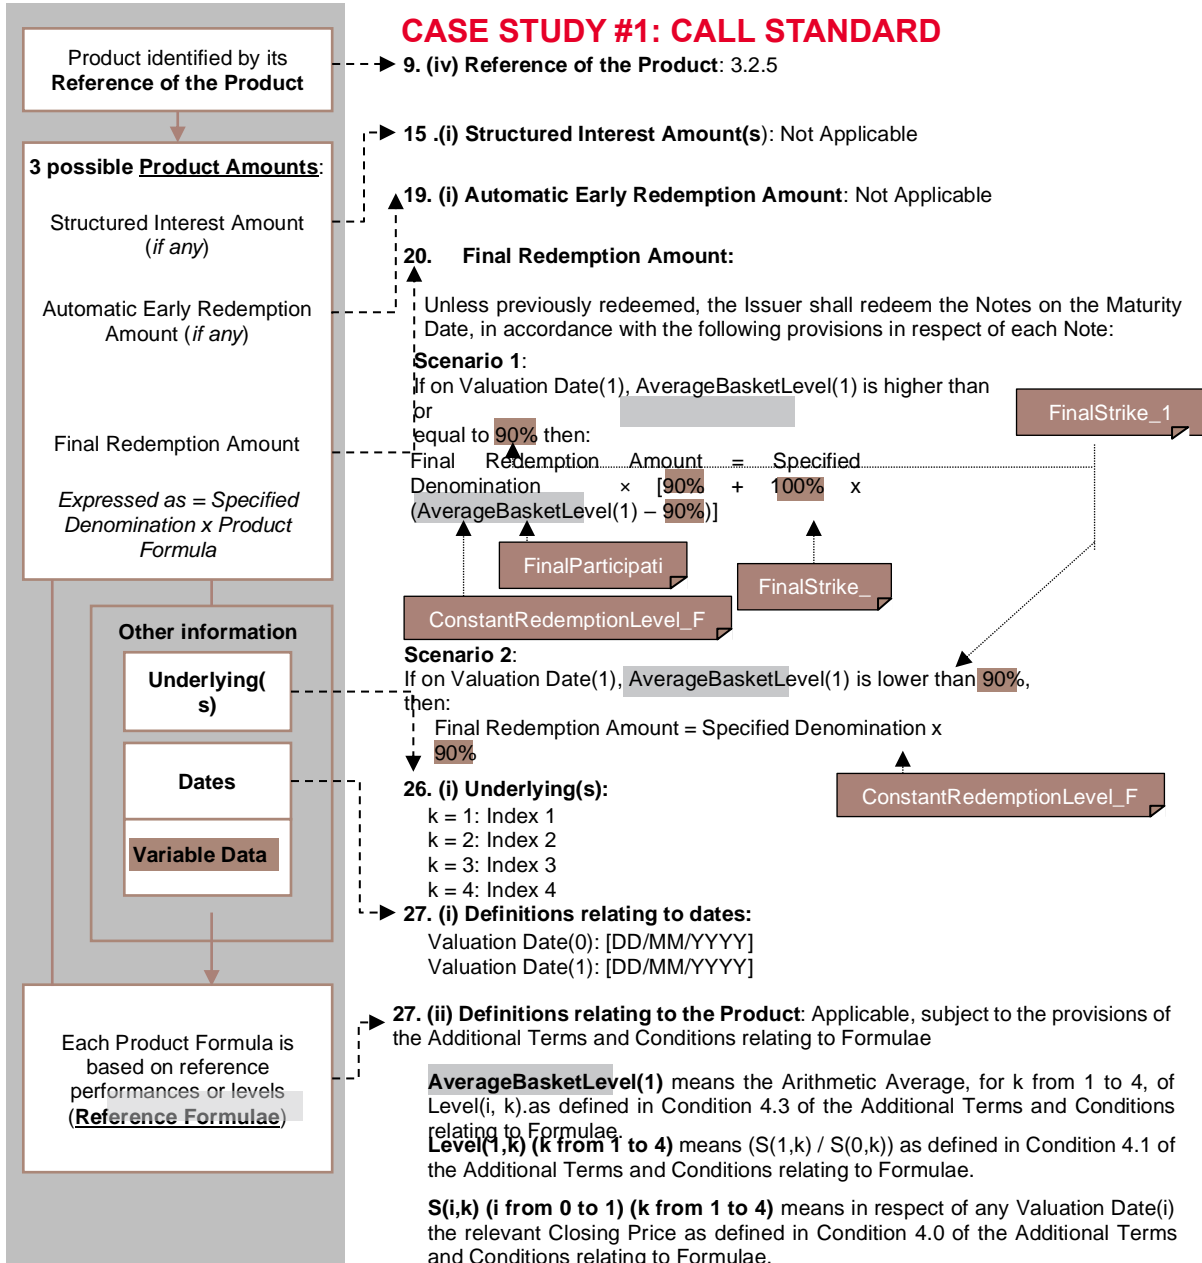 CASE STUDY #1: CALL STANDARD
Product identified by its
Reference of the Product
9. (iv) Reference of the Product: 3.2.5
3 possible Product Amounts:
Structured Interest Amount
(if any)
Automatic Early Redemption
Amount (if any)
Final Redemption Amount
Expressed as = Specified
Denomination x Product
Formula
15 .(i) Structured Interest Amount(s): Not Applicable
19. (i) Automatic Early Redemption Amount: Not Applicable
20. Final Redemption Amount:
Unless previously redeemed, the Issuer shall redeem the Notes on the Maturity
Date, in accordance with the following provisions in respect of each Note:
Scenario 1:
If on Valuation Date(1), AverageBasketLevel(1) is higher than
or
equal to 90% then:
Final Redemption Amount = Specified
Denomination × [90% + 100% x
(AverageBasketLevel(1) – 90%)]
FinalStrike_1
FinalParticipati
FinalStrike_
ConstantRedemptionLevel_F
Scenario 2:
If on Valuation Date(1), AverageBasketLevel(1) is lower than 90%,
then:
Final Redemption Amount = Specified Denomination x
90%
ConstantRedemptionLevel_F
Other information
Underlying(
s)
Dates
Variable Data
26. (i) Underlying(s):
k = 1: Index 1
k = 2: Index 2
k = 3: Index 3
k = 4: Index 4
27. (i) Definitions relating to dates:
Valuation Date(0): [DD/MM/YYYY]
Valuation Date(1): [DD/MM/YYYY]
Each Product Formula is
based on reference
performances or levels
(Reference Formulae)
27. (ii) Definitions relating to the Product: Applicable, subject to the provisions of
the Additional Terms and Conditions relating to Formulae
AverageBasketLevel(1) means the Arithmetic Average, for k from 1 to 4, of
Level(i, k).as defined in Condition 4.3 of the Additional Terms and Conditions
relating to Formulae.
Level(1,k) (k from 1 to 4) means (S(1,k) / S(0,k)) as defined in Condition 4.1 of
the Additional Terms and Conditions relating to Formulae.
S(i,k) (i from 0 to 1) (k from 1 to 4) means in respect of any Valuation Date(i)
the relevant Closing Price as defined in Condition 4.0 of the Additional Terms
and Conditions relating to Formulae.